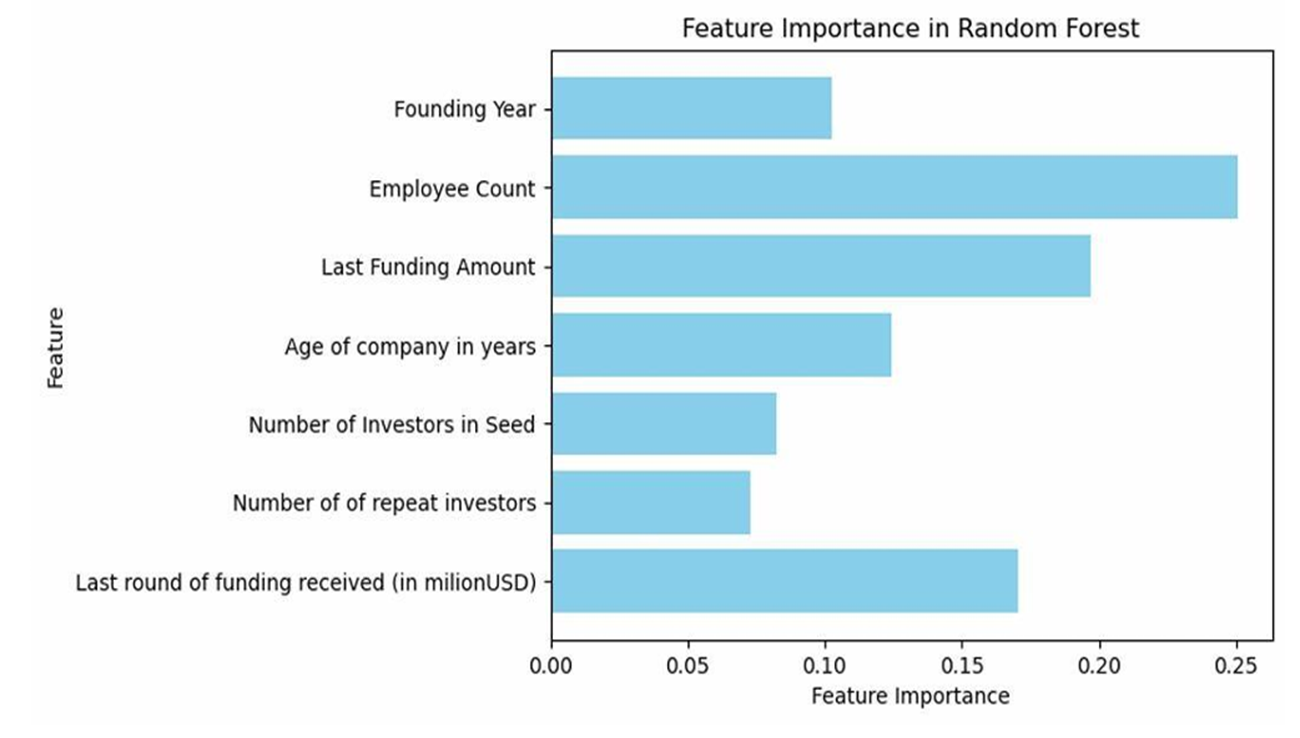 Feature Importance in Random Forest
Founding Year
Employee Count
Last Funding Amount
Age of company in years
Number of Investors in Seed
Number of of repeat investors
Last round of funding received (in milionUSD)
Feature
0.00 0.05 0.10 0.15 0.20 0.25
Feature Importance